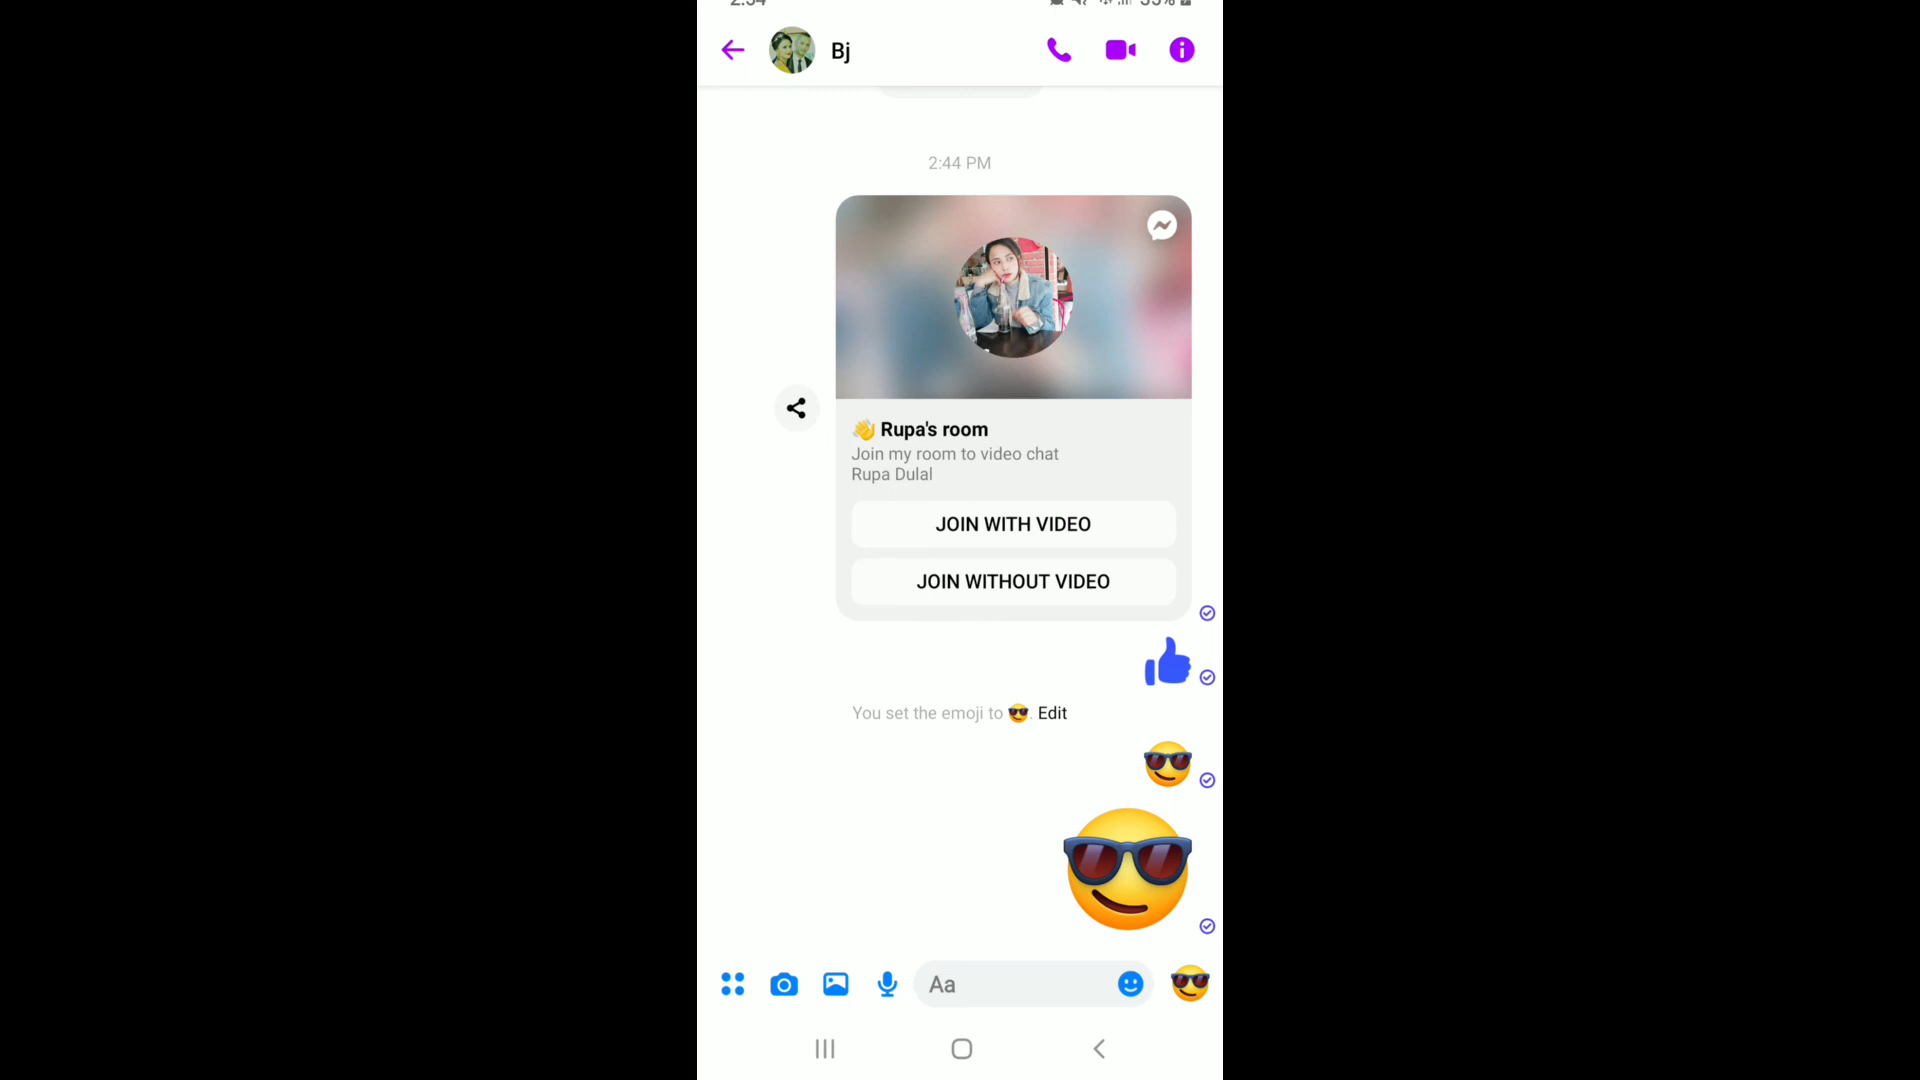 Bj
2:44 PM
👋 Rupa's room
Join my room to video chat
Rupa Dulal
JOIN WITH VIDEO
JOIN WITHOUT VIDEO
You set the emoji to 😎. Edit
Aa